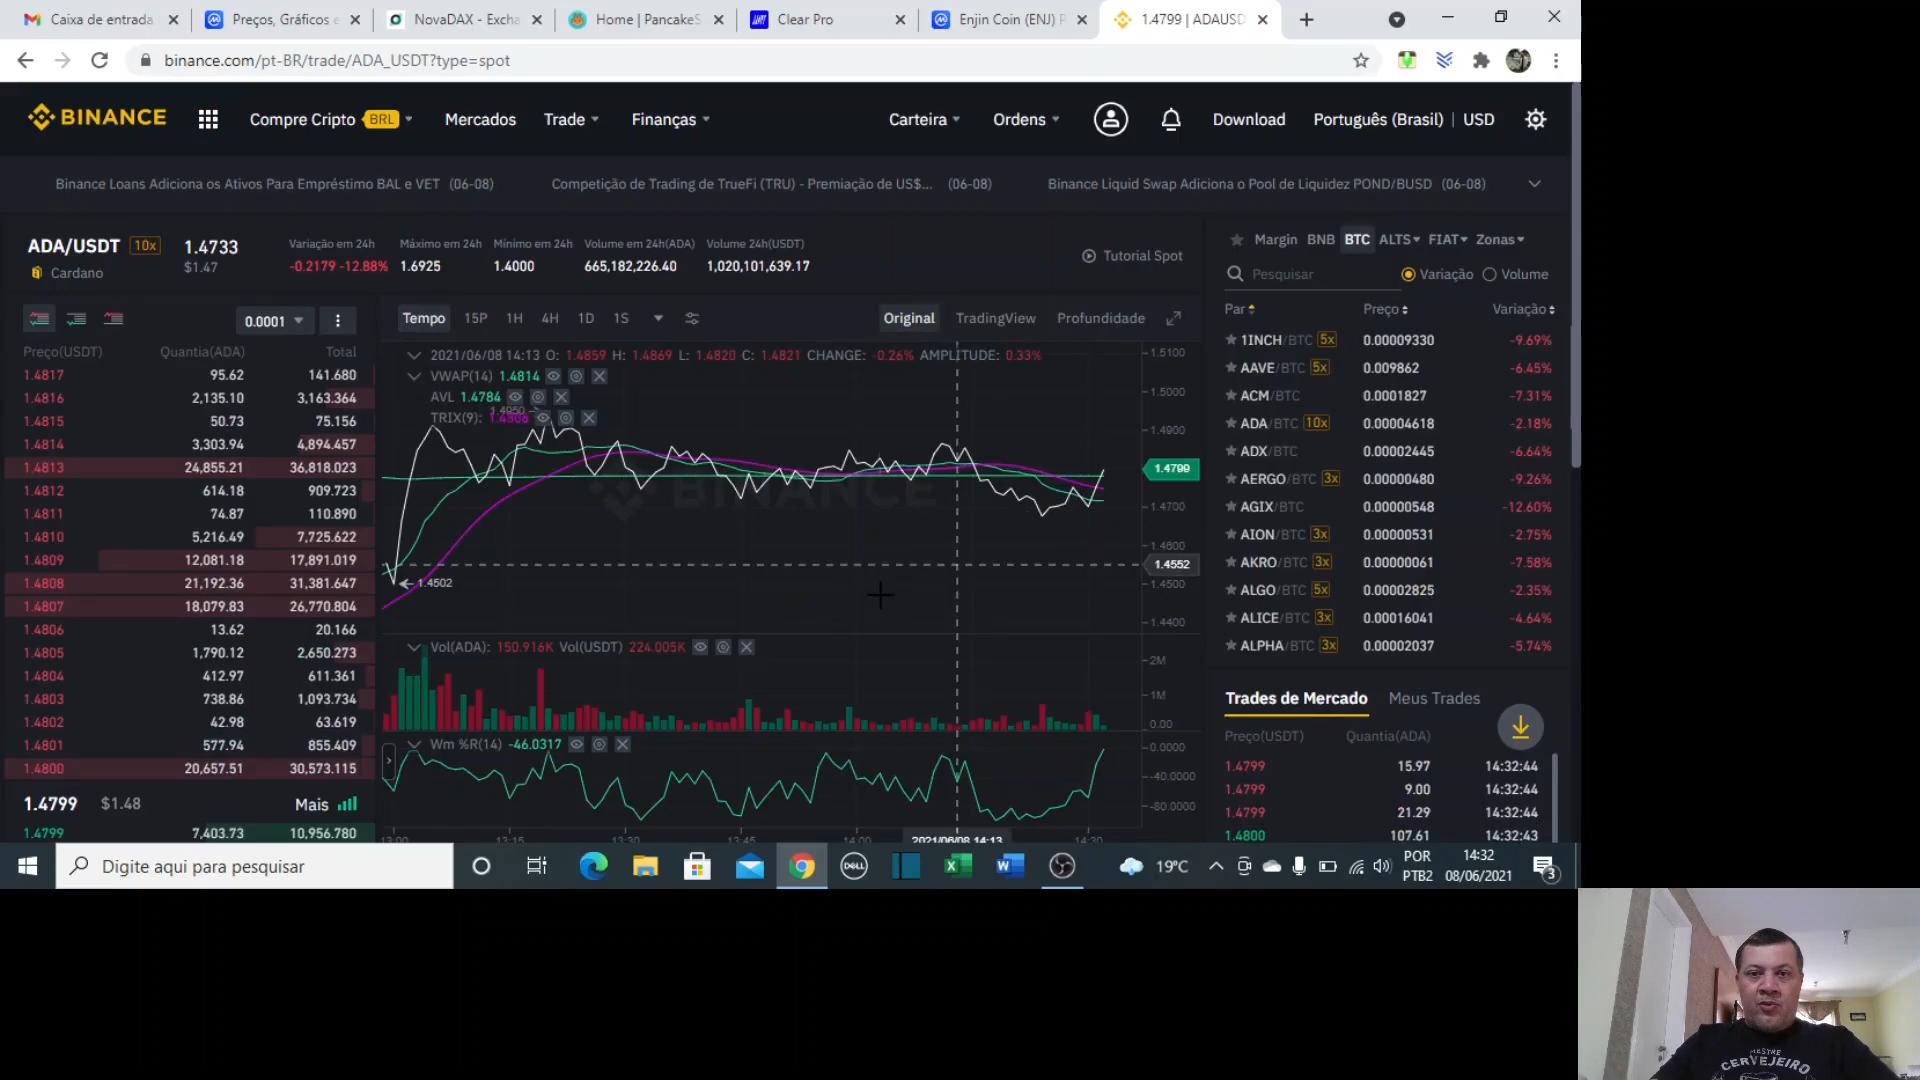 Caixa de entrada
Preços, Gráficos e
NovaDAX - Excha
Home | PancakeS
Clear Pro
Enjin Coin (ENJ) P
1.4799 | ADAUSD
binance.com/pt-BR/trade/ADA_USDT?type=spot
BINANCE
Compre Cripto BRL
Mercados
Trade
Finanças
Carteira
Ordens
Download
Português (Brasil) | USD
Binance Loans Adiciona os Ativos Para Empréstimo BAL e VET (06-08)
Competição de Trading de TrueFi (TRU) - Premiação de US$... (06-08)
Binance Liquid Swap Adiciona o Pool de Liquidez POND/BUSD (06-08)
ADA/USDT 10x
Cardano
1.4733
$1.47
Variação em 24h
-0.2179 -12.88%
Máximo em 24h
1.6925
Mínimo em 24h
1.4000
Volume em 24h(ADA)
665,182,226.40
Volume 24h(USDT)
1,020,101,639.17
Tutorial Spot
0.0001
Preço(USDT) Quantia(ADA) Total
1.4817 95.62 141.680
1.4816 2,135.10 3,163.364
1.4815 50.73 75.156
1.4814 3,303.94 4,894.457
1.4813 24,855.21 36,818.023
1.4812 614.18 909.723
1.4811 74.87 110.890
1.4810 5,216.49 7,725.622
1.4809 12,081.18 17,891.019
1.4808 21,192.36 31,381.647
1.4807 18,079.83 26,770.804
1.4806 13.62 20.166
1.4805 1,790.12 2,650.273
1.4804 412.97 611.361
1.4803 738.86 1,093.734
1.4802 42.98 63.619
1.4801 577.94 855.409
1.4800 20,657.51 30,573.115
1.4799 $1.48 Mais
1.4799 7,403.73 10,956.780
Tempo 15P 1H 4H 1D 1S
Original TradingView Profundidade
2021/06/08 14:13 O: 1.4859 H: 1.4869 L: 1.4820 C: 1.4821 CHANGE: -0.26% AMPLITUDE: 0.33%
VWAP(14) 1.4814
AVL 1.4784
1.4950
TRIX(9): 1.4806
BINANCE
1.4502
1.5100
1.5000
1.4900
1.4799
1.4700
1.4600
1.4552
1.4500
1.4400
Vol(ADA): 150.916K Vol(USDT) 224.005K
2M
1M
0.00
Wm %R(14) -46.0317
0.0000
-40.0000
-80.0000
13:00 13:15 13:30 13:45 14:00 2021/06/08 14:13 14:30
Margin BNB BTC ALTS FIAT Zonas
Pesquisar
Variação
Volume
Par Preço Variação
1INCH/BTC 5x 0.00009330 -9.69%
AAVE/BTC 5x 0.009862 -6.45%
ACM/BTC 0.0001827 -7.31%
ADA/BTC 10x 0.00004618 -2.18%
ADX/BTC 0.00002445 -6.64%
AERGO/BTC 3x 0.00000480 -9.26%
AGIX/BTC 0.00000548 -12.60%
AION/BTC 3x 0.00000531 -2.75%
AKRO/BTC 3x 0.00000061 -7.58%
ALGO/BTC 5x 0.00002825 -2.35%
ALICE/BTC 3x 0.00016041 -4.64%
ALPHA/BTC 3x 0.00002037 -5.74%
Trades de Mercado Meus Trades
Preço(USDT) Quantia(ADA)
1.4799 15.97 14:32:44
1.4799 9.00 14:32:44
1.4799 21.29 14:32:44
1.4800 107.61 14:32:43
Digite aqui para pesquisar
DELL
19°C
POR
PTB2
14:32
08/06/2021
3
MESTRE
CERVEJEIRO